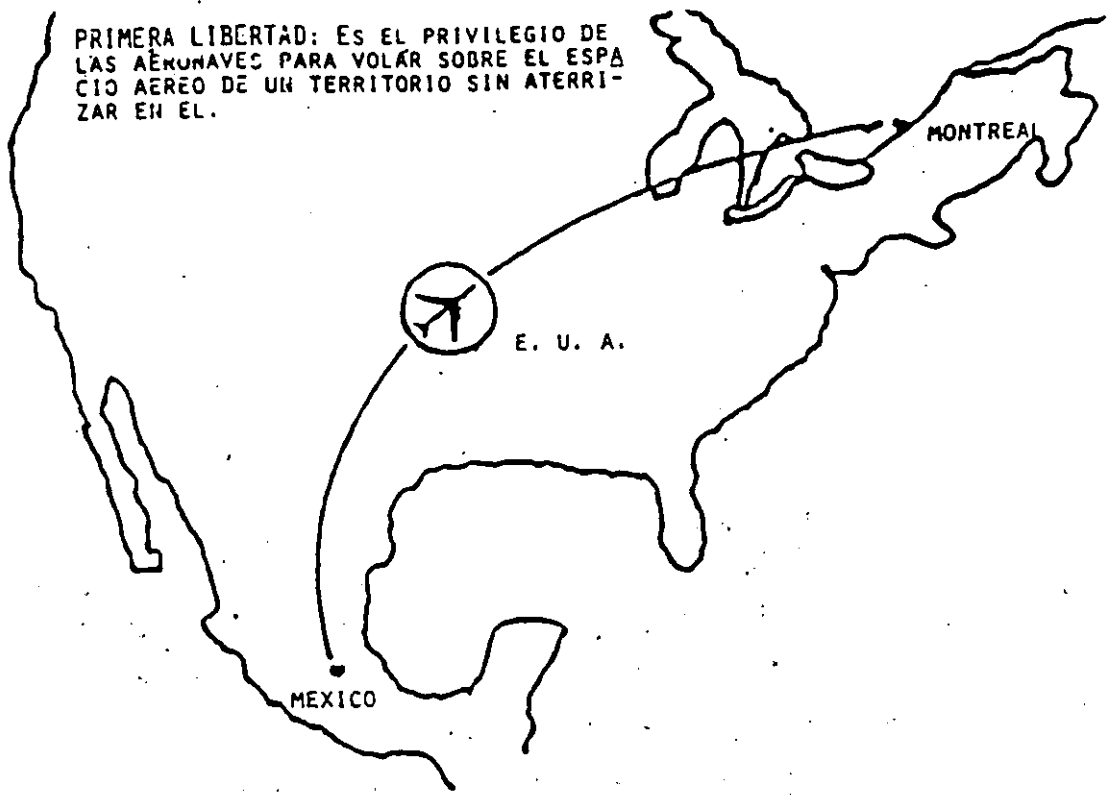 PRIMERA LIBERTAD: ES EL PRIVILEGIO DE
LAS AERONAVES PARA VOLAR SOBRE EL ESPA
CIO AEREO DE UN TERRITORIO SIN ATERRI-
ZAR EN EL.
MONTREAL
E. U. A.
MEXICO